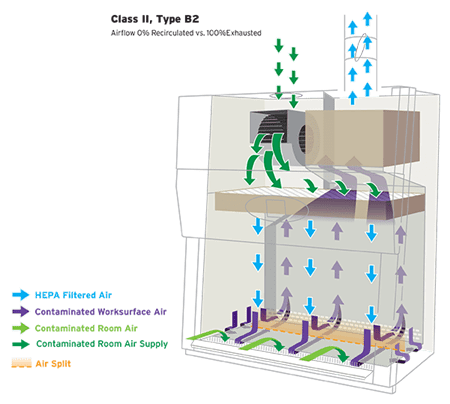 Class II, Type B2
Airflow 0% Recirculated vs. 100%Exhausted
HEPA Filtered Air
Contaminated Worksurface Air
Contaminated Room Air
Contaminated Room Air Supply
Air Split